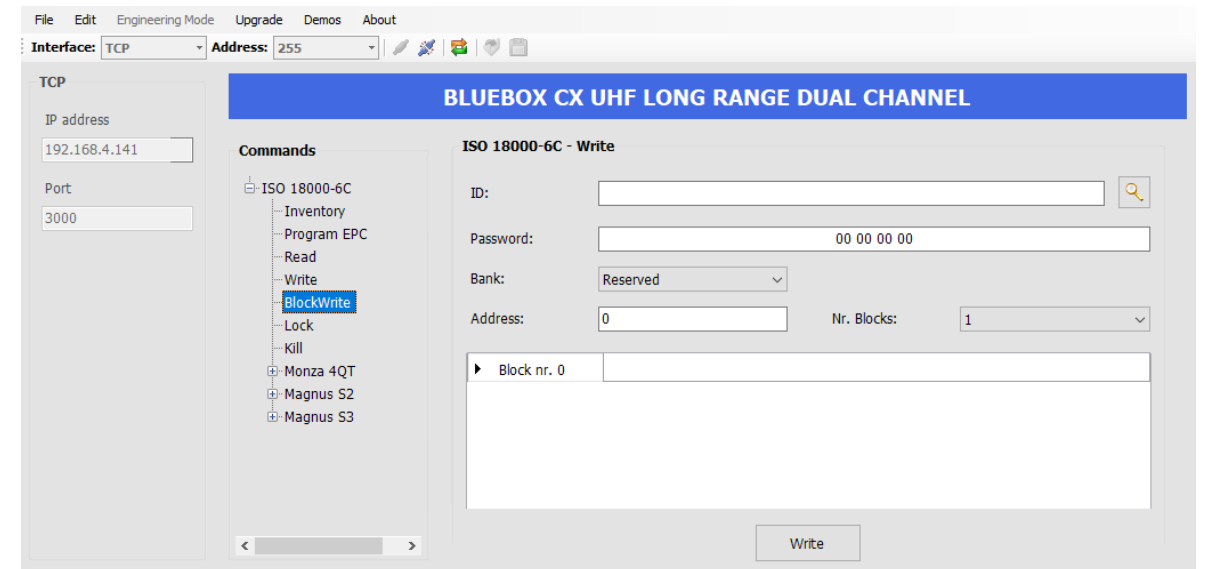 File Edit Engineering Mode Upgrade Demos About
Interface: TCP Address: 255
TCP
IP address
192.168.4.141
Port
3000
BLUEBOX CX UHF LONG RANGE DUAL CHANNEL
Commands
ISO 18000-6C
Inventory
Program EPC
Read
Write
BlockWrite
Lock
Kill
Monza 4QT
Magnus S2
Magnus S3
ISO 18000-6C - Write
ID:
Password: 00 00 00 00
Bank: Reserved
Address: 0 Nr. Blocks: 1
Block nr. 0
Write